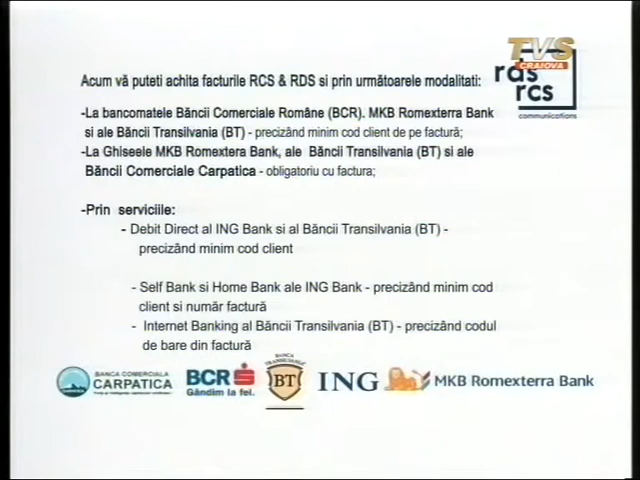 TVS
CRAIOVA
rds
rcs
communications
Acum vă puteti achita facturile RCS & RDS si prin următoarele modalitati:
-La bancomatele Băncii Comerciale Române (BCR). MKB Romexterra Bank
si ale Băncii Transilvania (BT) - precizând minim cod client de pe factură;
-La Ghiseele MKB Romextera Bank, ale Băncii Transilvania (BT) si ale
Băncii Comerciale Carpatica - obligatoriu cu factura;
-Prin serviciile:
- Debit Direct al ING Bank si al Băncii Transilvania (BT) -
precizând minim cod client
- Self Bank si Home Bank ale ING Bank - precizând minim cod
client si număr factură
- Internet Banking al Băncii Transilvania (BT) - precizând codul
de bare din factură
BANCA COMERCIALA
CARPATICA
BCR
Gândim la fel.
BANCA
TRANSILVANIA
BT
ING
MKB Romexterra Bank